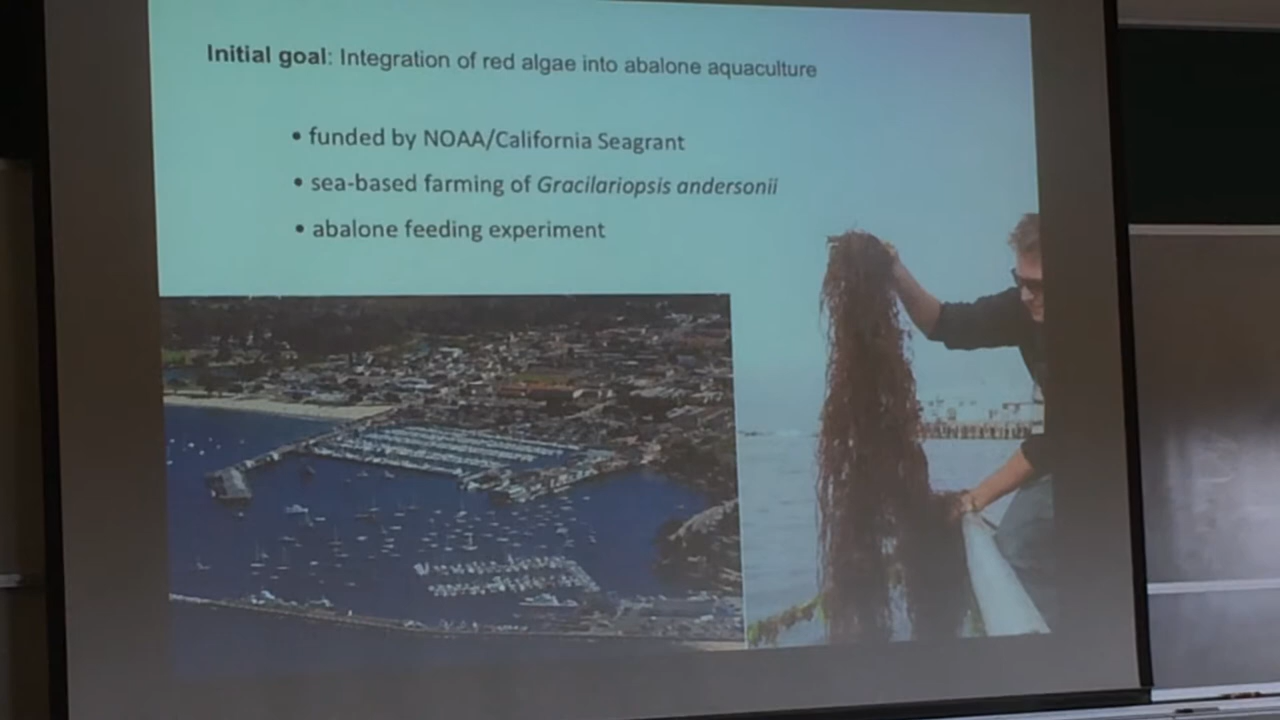 Initial goal: Integration of red algae into abalone aquaculture
• funded by NOAA/California Seagrant
• sea-based farming of Gracilariopsis andersonii
• abalone feeding experiment